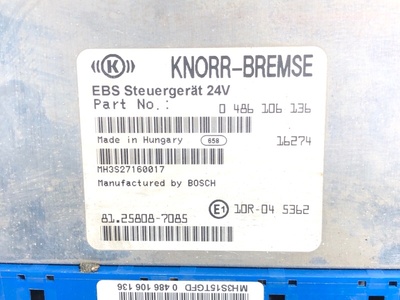 ((K)) KNORR-BREMSE
EBS Steuergerät 24V
Part No.: 0 486 106 136
Made in Hungary 658 16274
MH3S27160017
Manufactured by BOSCH
81.25808-7085 E1 10R-04 5362
MH3S15TGFD 0 486 106 136